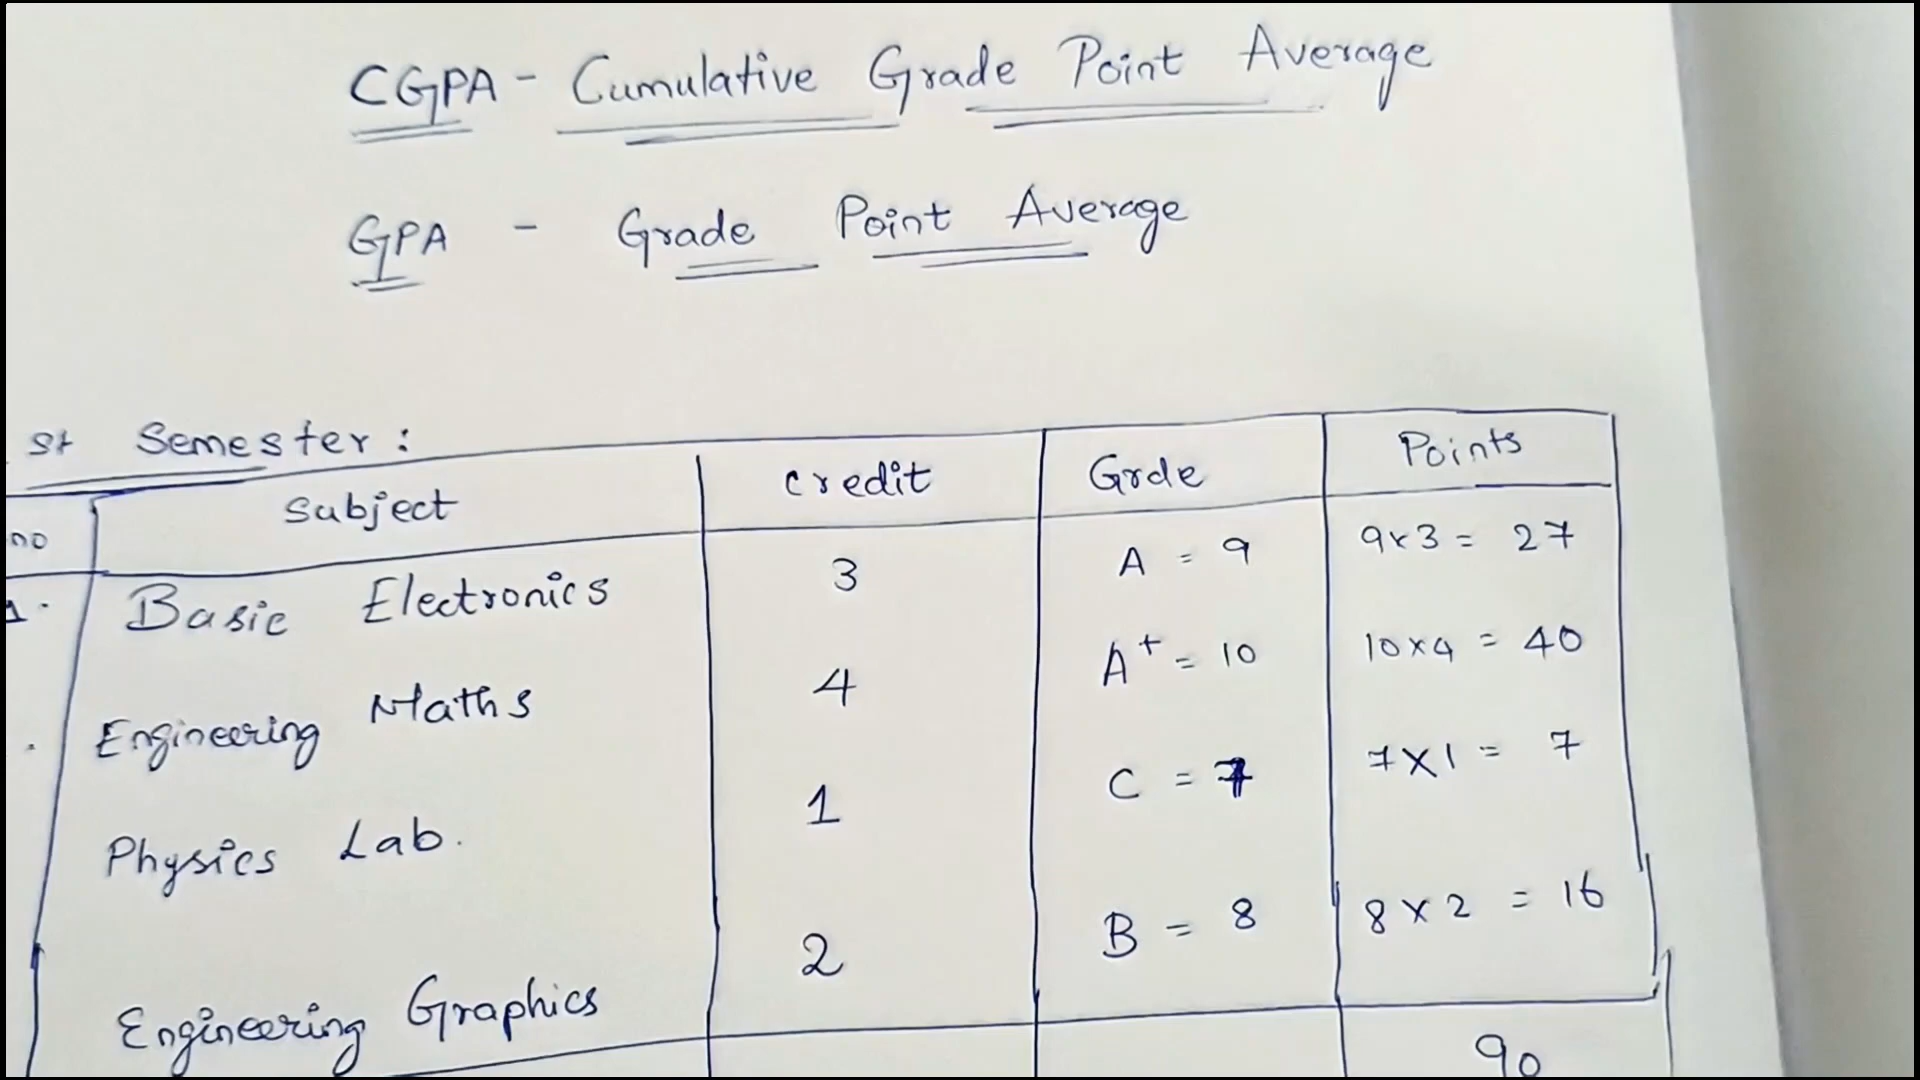 CGPA - Cumulative Grade Point Average
GPA - Grade Point Average
st Semester:
no Subject Credit Grde Points
1. Basic Electronics 3 A = 9 9x3 = 27
Engineering Maths 4 A+ = 10 10x4 = 40
Physics Lab. 1 C = 7 7X1 = 7
Engineering Graphics 2 B = 8 8X2 = 16
90